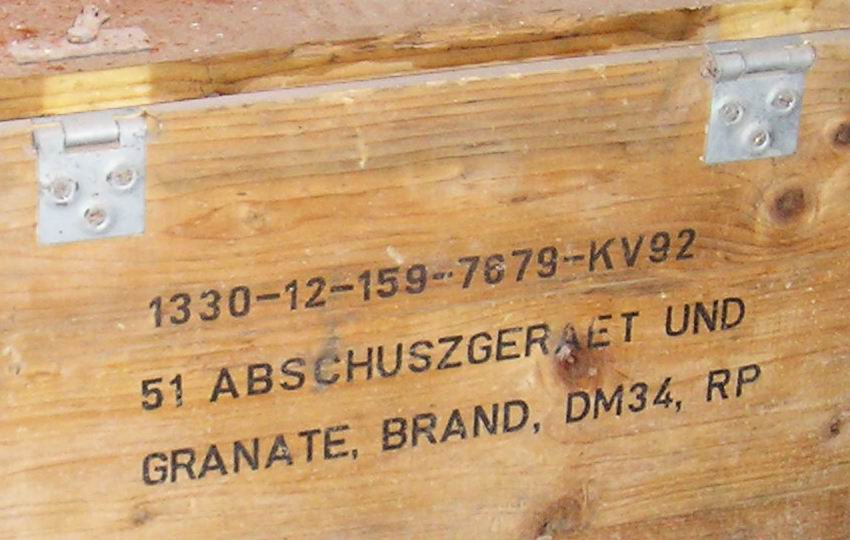 1330-12-159-7679-KV92
51 ABSCHUSZGERAET UND
GRANATE, BRAND, DM34, RP